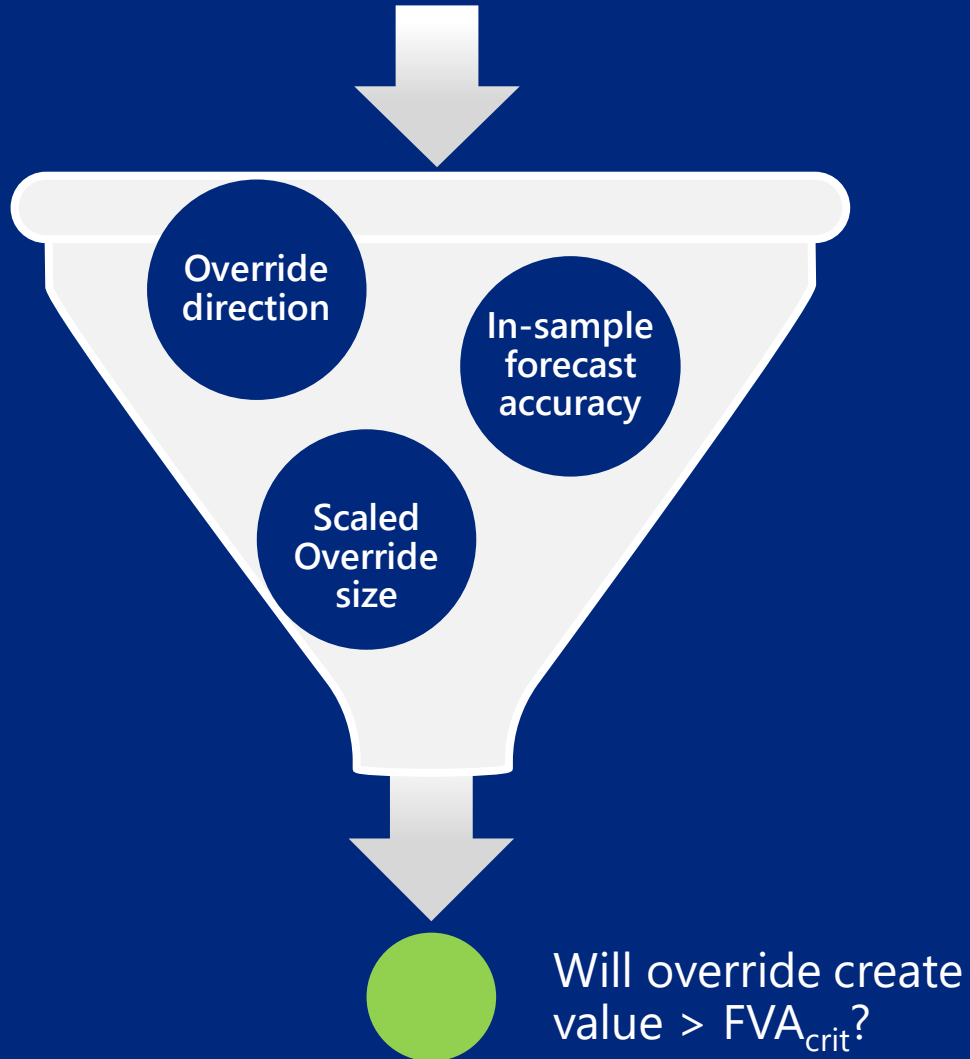 Override
direction
In-sample
forecast
accuracy
Scaled
Override
size
Will override create
value > FVAcrit?